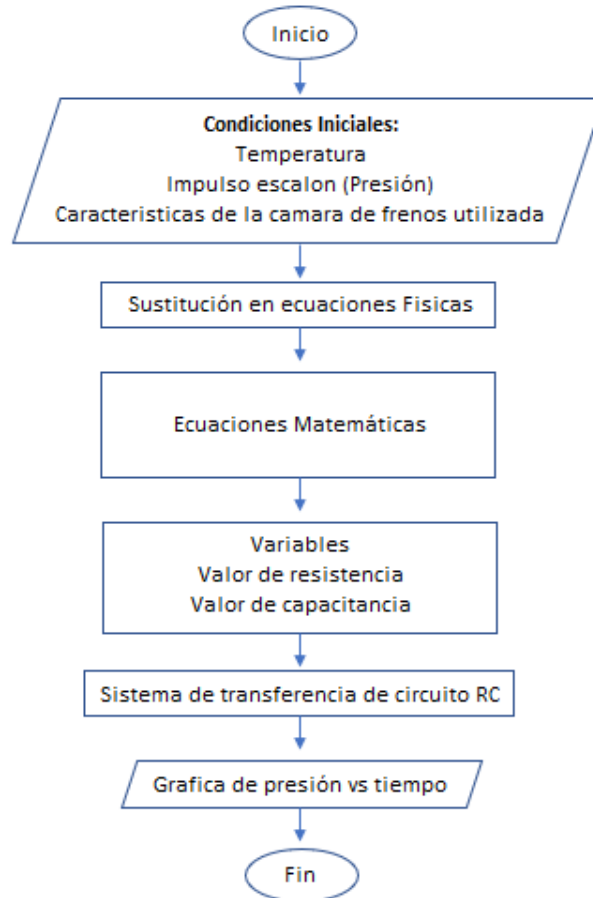 Inicio
Condiciones Iniciales:
Temperatura
Impulso escalon (Presión)
Caracteristicas de la camara de frenos utilizada
Sustitución en ecuaciones Fisicas
Ecuaciones Matemáticas
Variables
Valor de resistencia
Valor de capacitancia
Sistema de transferencia de circuito RC
Grafica de presión vs tiempo
Fin